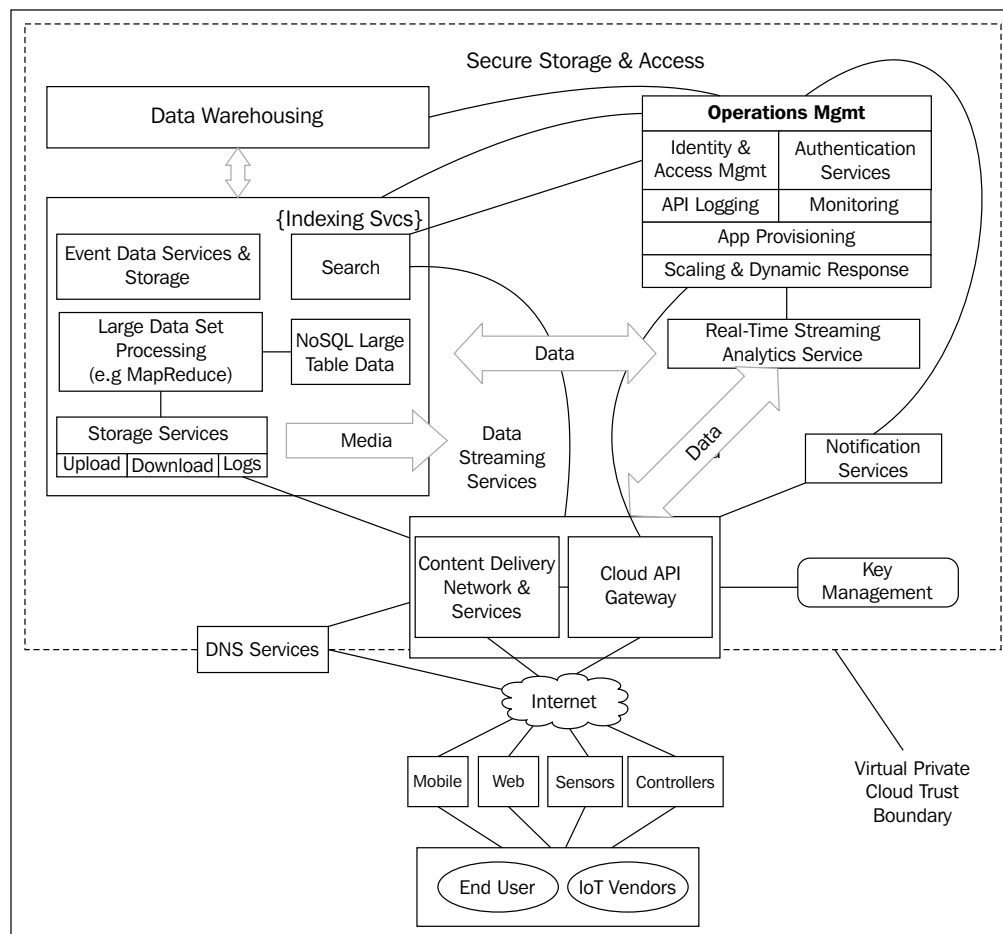 Secure Storage & Access
Data Warehousing
Operations Mgmt
Identity &
Access Mgmt
Authentication
Services
API Logging
Monitoring
App Provisioning
Scaling & Dynamic Response
{Indexing Svcs}
Event Data Services &
Storage
Search
Large Data Set
Processing
(e.g MapReduce)
NoSQL Large
Table Data
Data
Real-Time Streaming
Analytics Service
Storage Services
Upload
Download
Logs
Media
Data
Streaming
Services
Data
Notification
Services
Content Delivery
Network &
Services
Cloud API
Gateway
Key
Management
DNS Services
Internet
Mobile
Web
Sensors
Controllers
Virtual Private
Cloud Trust
Boundary
End User
IoT Vendors